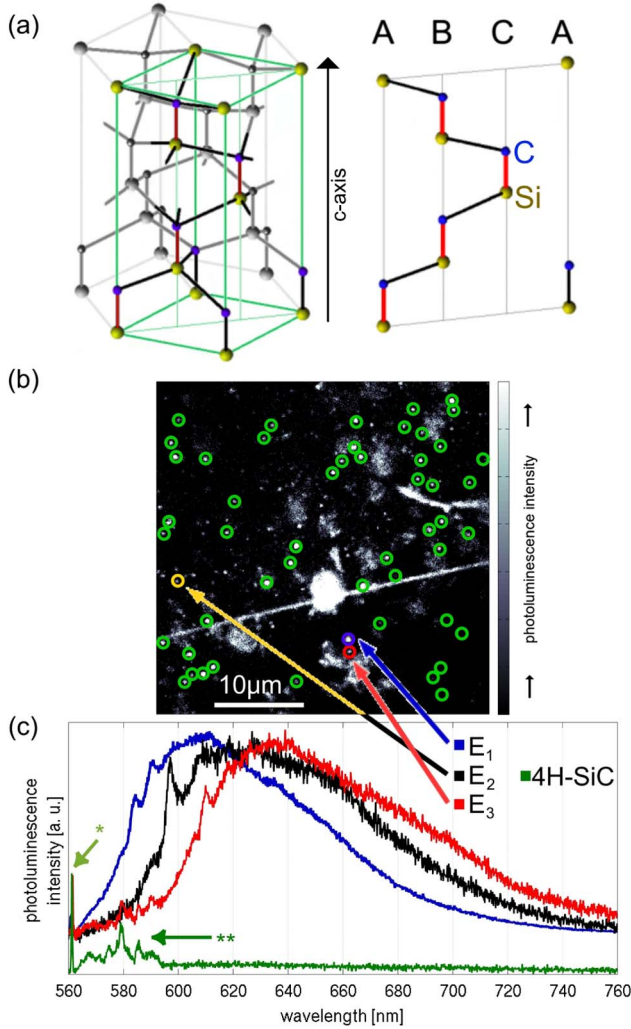 (a)
A B C A
c-axis
C
Si
(b)
photoluminescence intensity
10µm
(c)
E1
E2
E3
4H-SiC
photoluminescence
intensity [a. u.]
*
**
560 580 600 620 640 660 680 700 720 740 760
wavelength [nm]